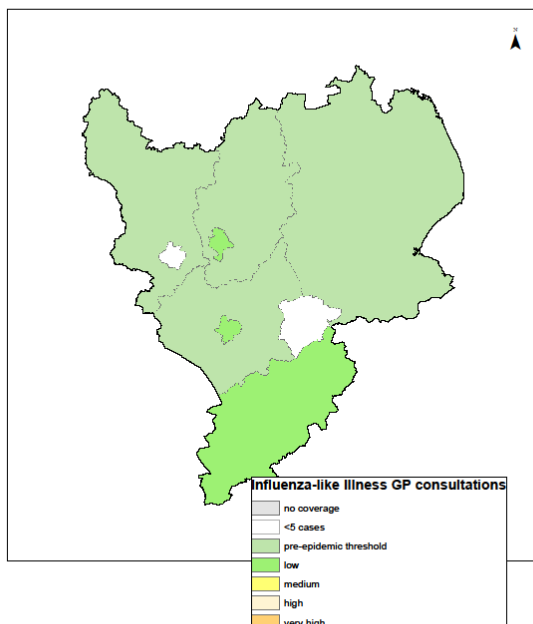 Influenza-like Illness GP consultations
no coverage
<5 cases
pre-epidemic threshold
low
medium
high
very high